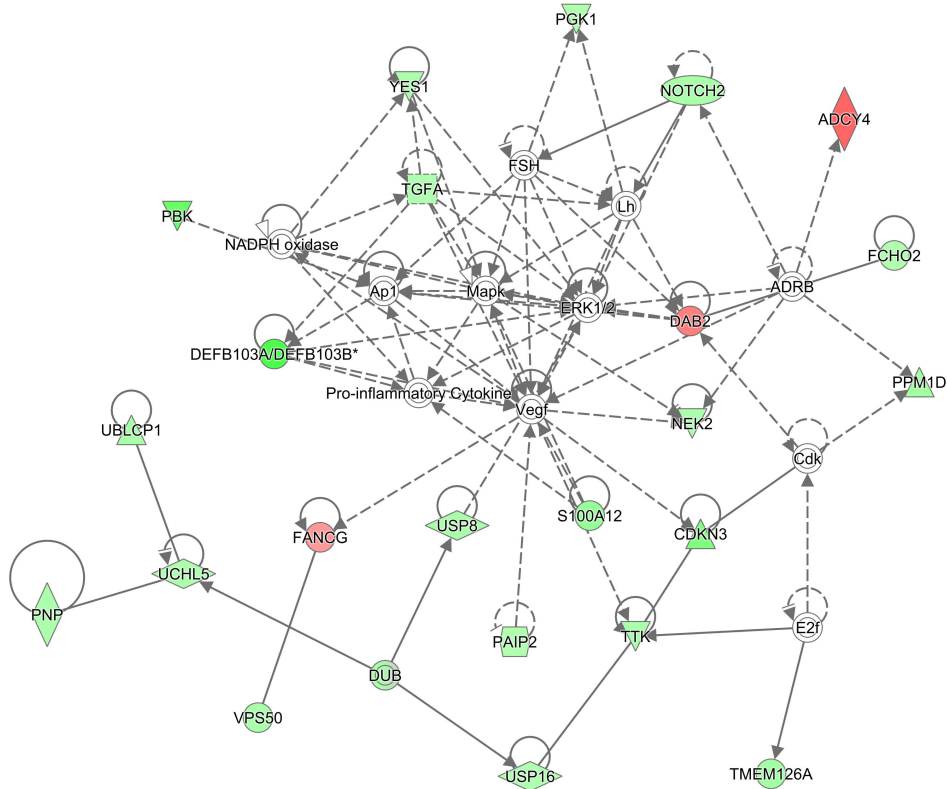 PGK1
YES1
NOTCH2
ADCY4
FSH
TGFA
Lh
PBK
NADPH oxidase
FCHO2
Ap1
Mapk
ADRB
ERK1/2
DAB2
DEFB103A/DEFB103B*
PPM1D
Pro-inflammatory Cytokine
Vegf
NEK2
UBLCP1
Cdk
S100A12
USP8
FANCG
CDKN3
UCHL5
PNP
E2f
TTK
PAIP2
DUB
VPS50
TMEM126A
USP16